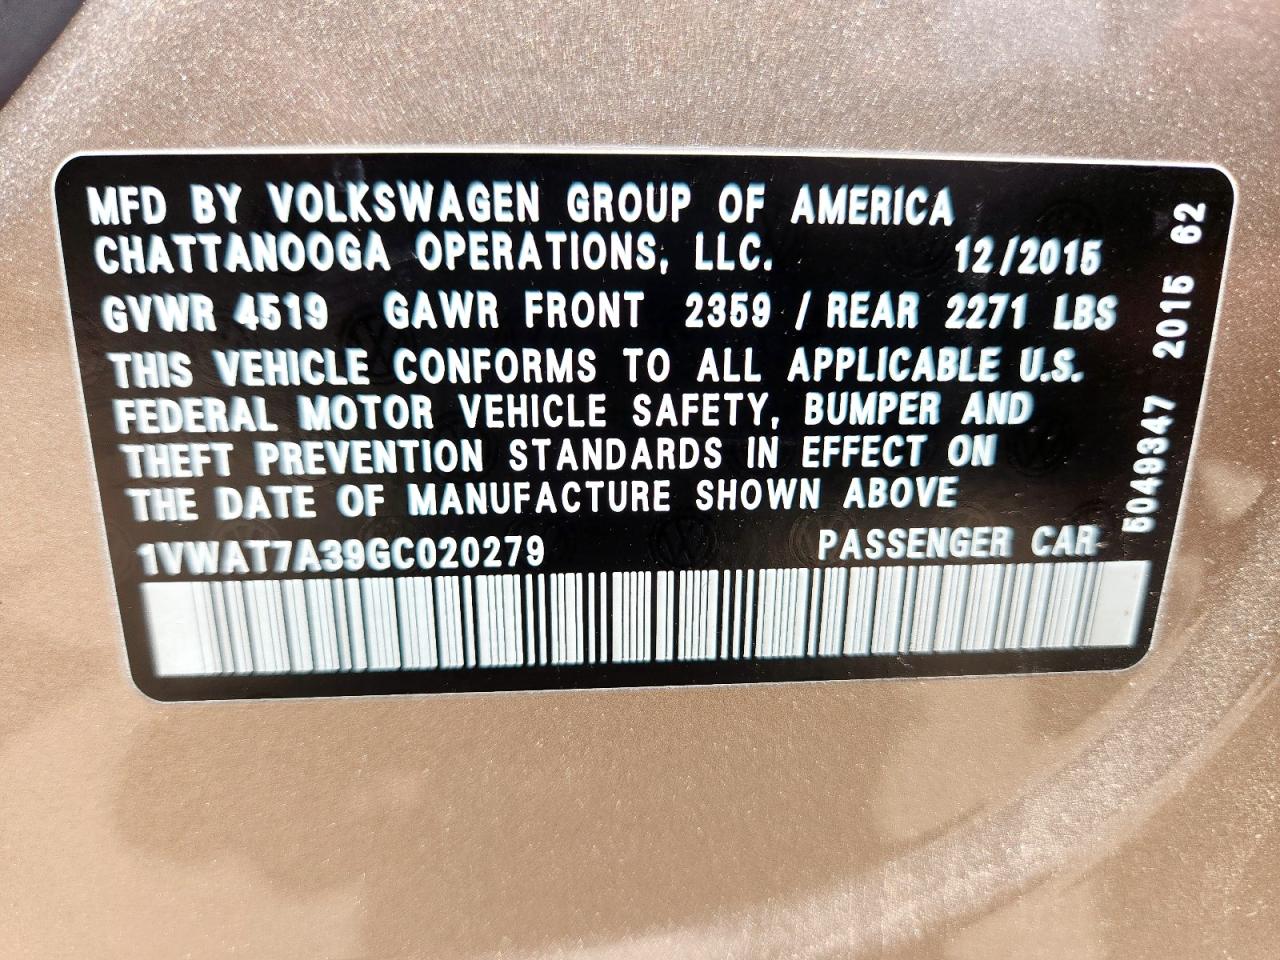 MFD BY VOLKSWAGEN GROUP OF AMERICA
CHATTANOOGA OPERATIONS, LLC. 12/2015
GVWR 4519 GAWR FRONT 2359 / REAR 2271 LBS
THIS VEHICLE CONFORMS TO ALL APPLICABLE U.S.
FEDERAL MOTOR VEHICLE SAFETY, BUMPER AND
THEFT PREVENTION STANDARDS IN EFFECT ON
THE DATE OF MANUFACTURE SHOWN ABOVE
1VWAT7A39GC020279 PASSENGER CAR
5049347 2015 62